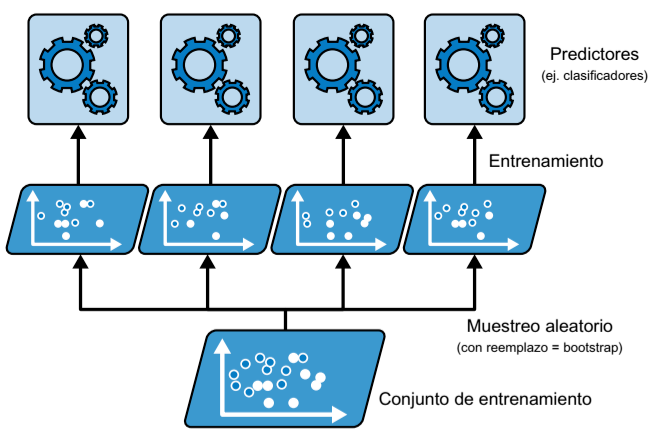 Predictores
(ej. clasificadores)
Entrenamiento
Muestreo aleatorio
(con reemplazo = bootstrap)
Conjunto de entrenamiento